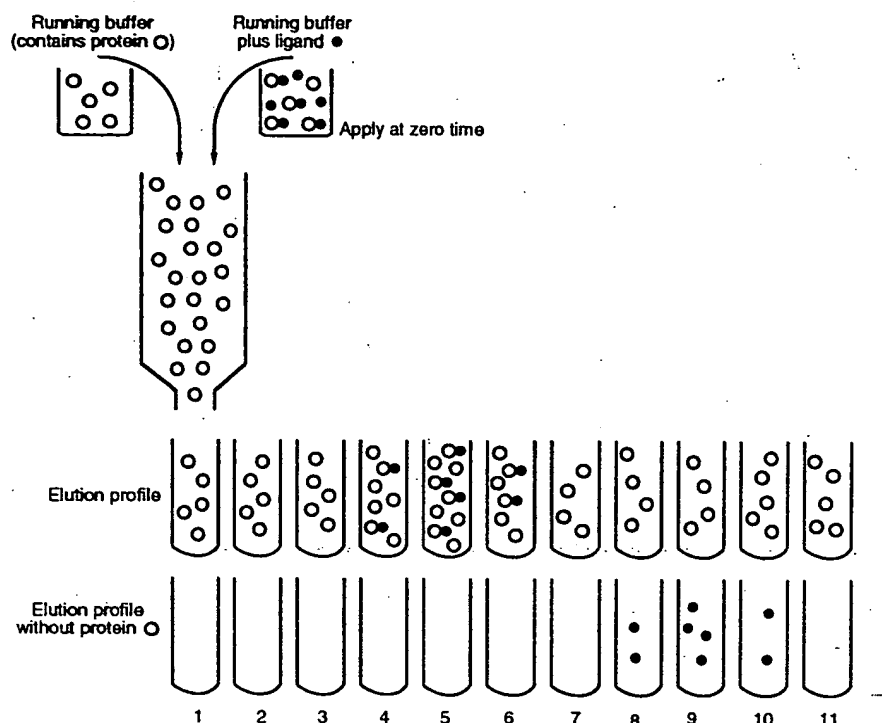 Running buffer
(contains protein O)
Running buffer
plus ligand ●
Apply at zero time
Elution profile
Elution profile
without protein O
1 2 3 4 5 6 7 8 9 10 11